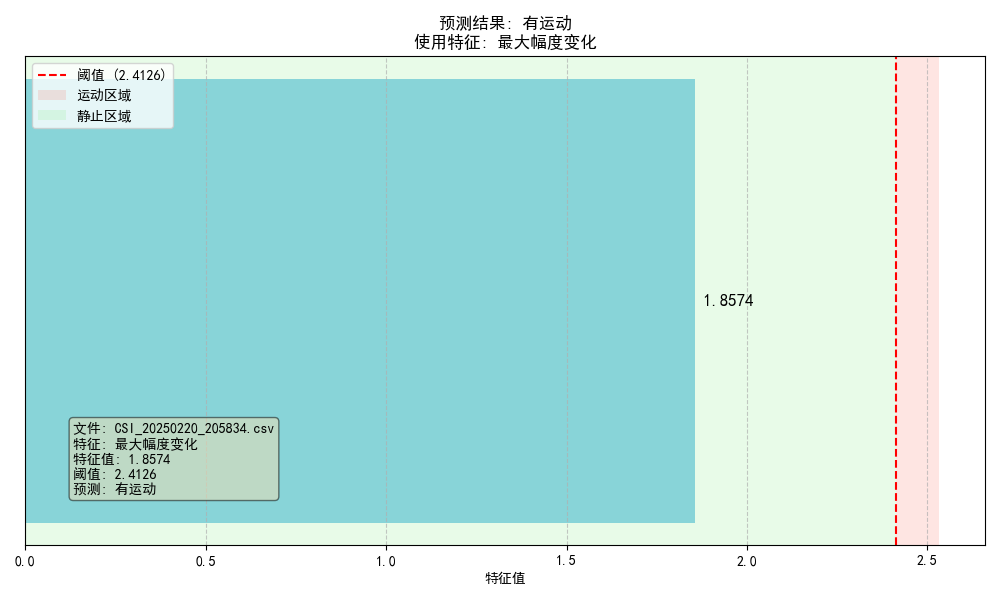 预测结果: 有运动
使用特征: 最大幅度变化
阈值 (2.4126)
运动区域
静止区域
1.8574
文件: CSI_20250220_205834.csv
特征: 最大幅度变化
特征值: 1.8574
阈值: 2.4126
预测: 有运动
0.0 0.5 1.0 1.5 2.0 2.5
特征值